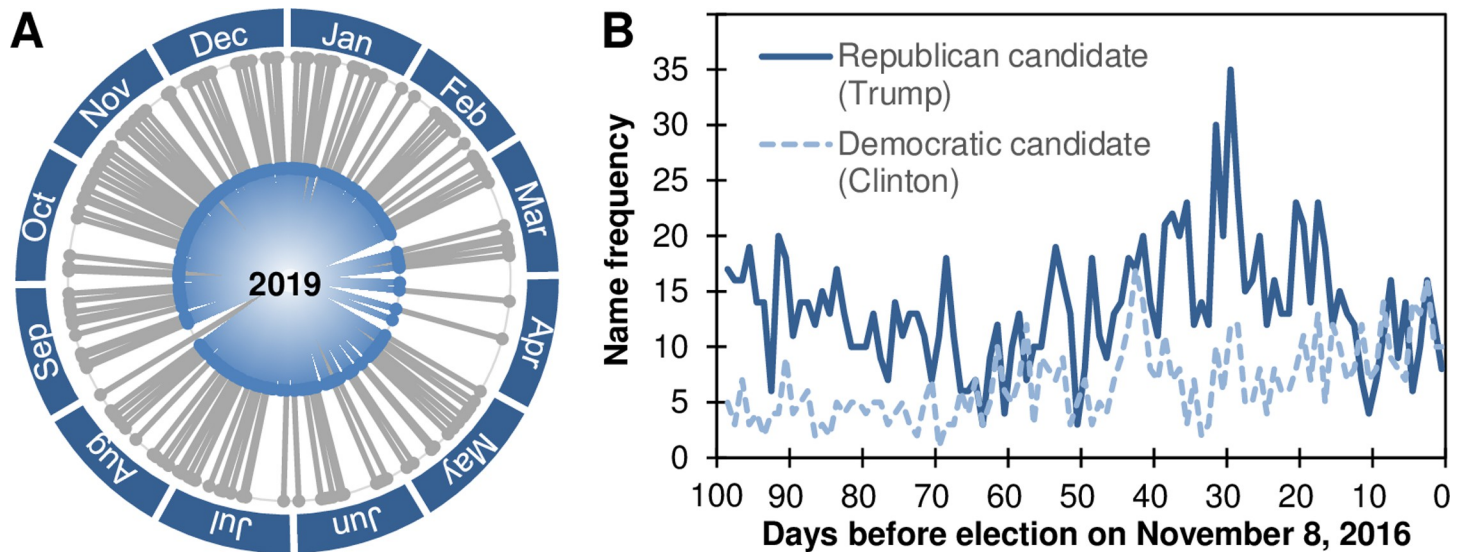 A
Dec
Jan
Nov
Feb
Oct
Mar
2019
Sep
Apr
Aug
May
Jul
Jun
B
Republican candidate
(Trump)
Democratic candidate
(Clinton)
Name frequency
35
30
25
20
15
10
5
0
100 90 80 70 60 50 40 30 20 10 0
Days before election on November 8, 2016